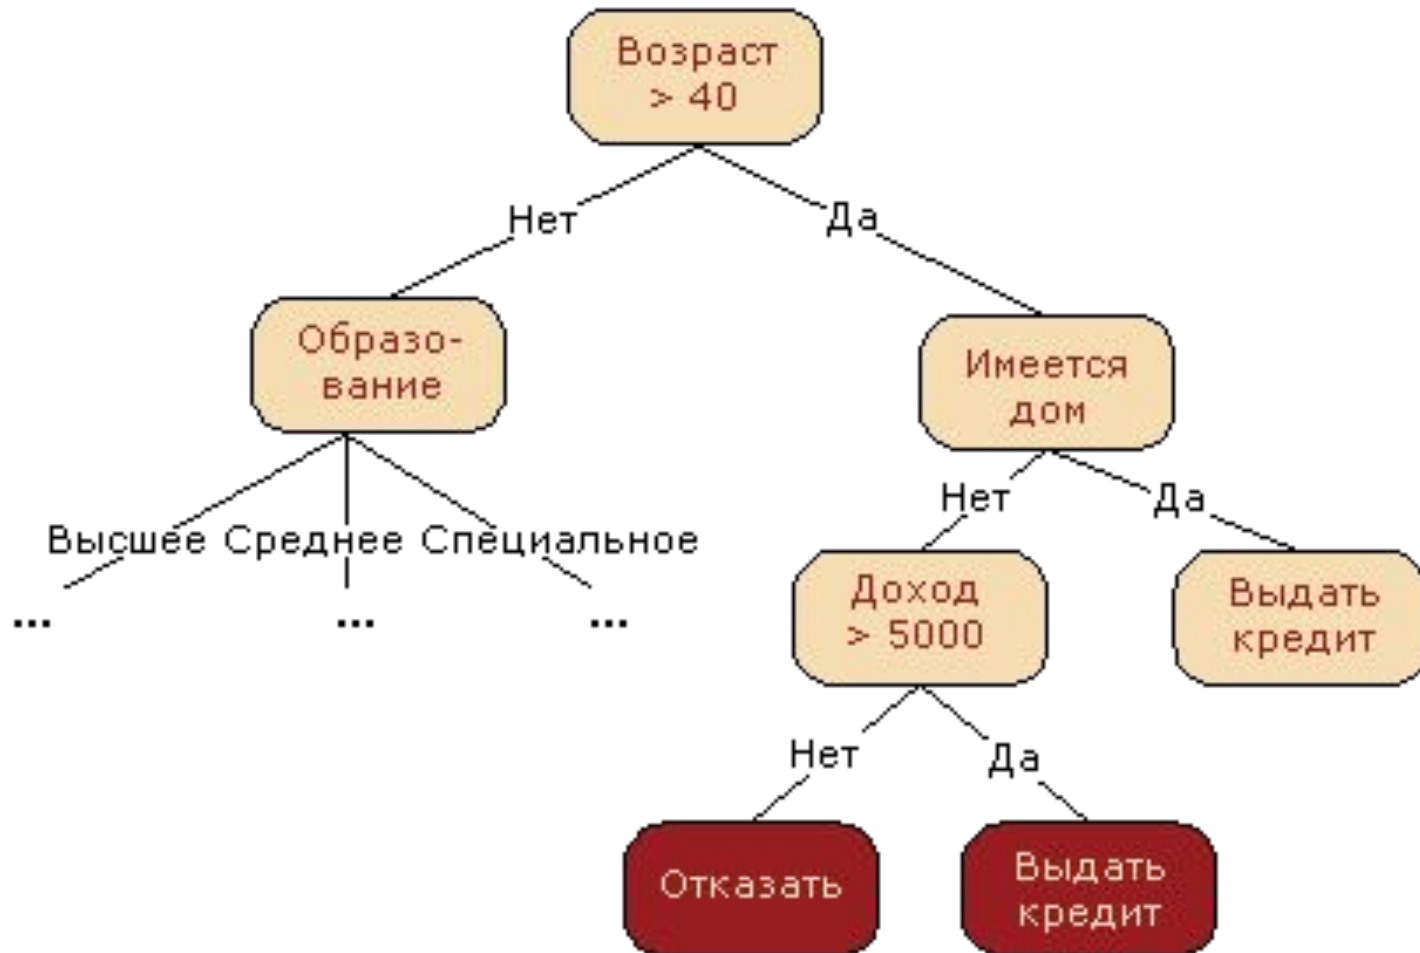 Возраст
> 40
Нет
Да
Образо-
вание
Имеется
дом
Высшее Среднее Специальное
Нет
Да
...
...
...
Доход
> 5000
Выдать
кредит
Нет
Да
Отказать
Выдать
кредит